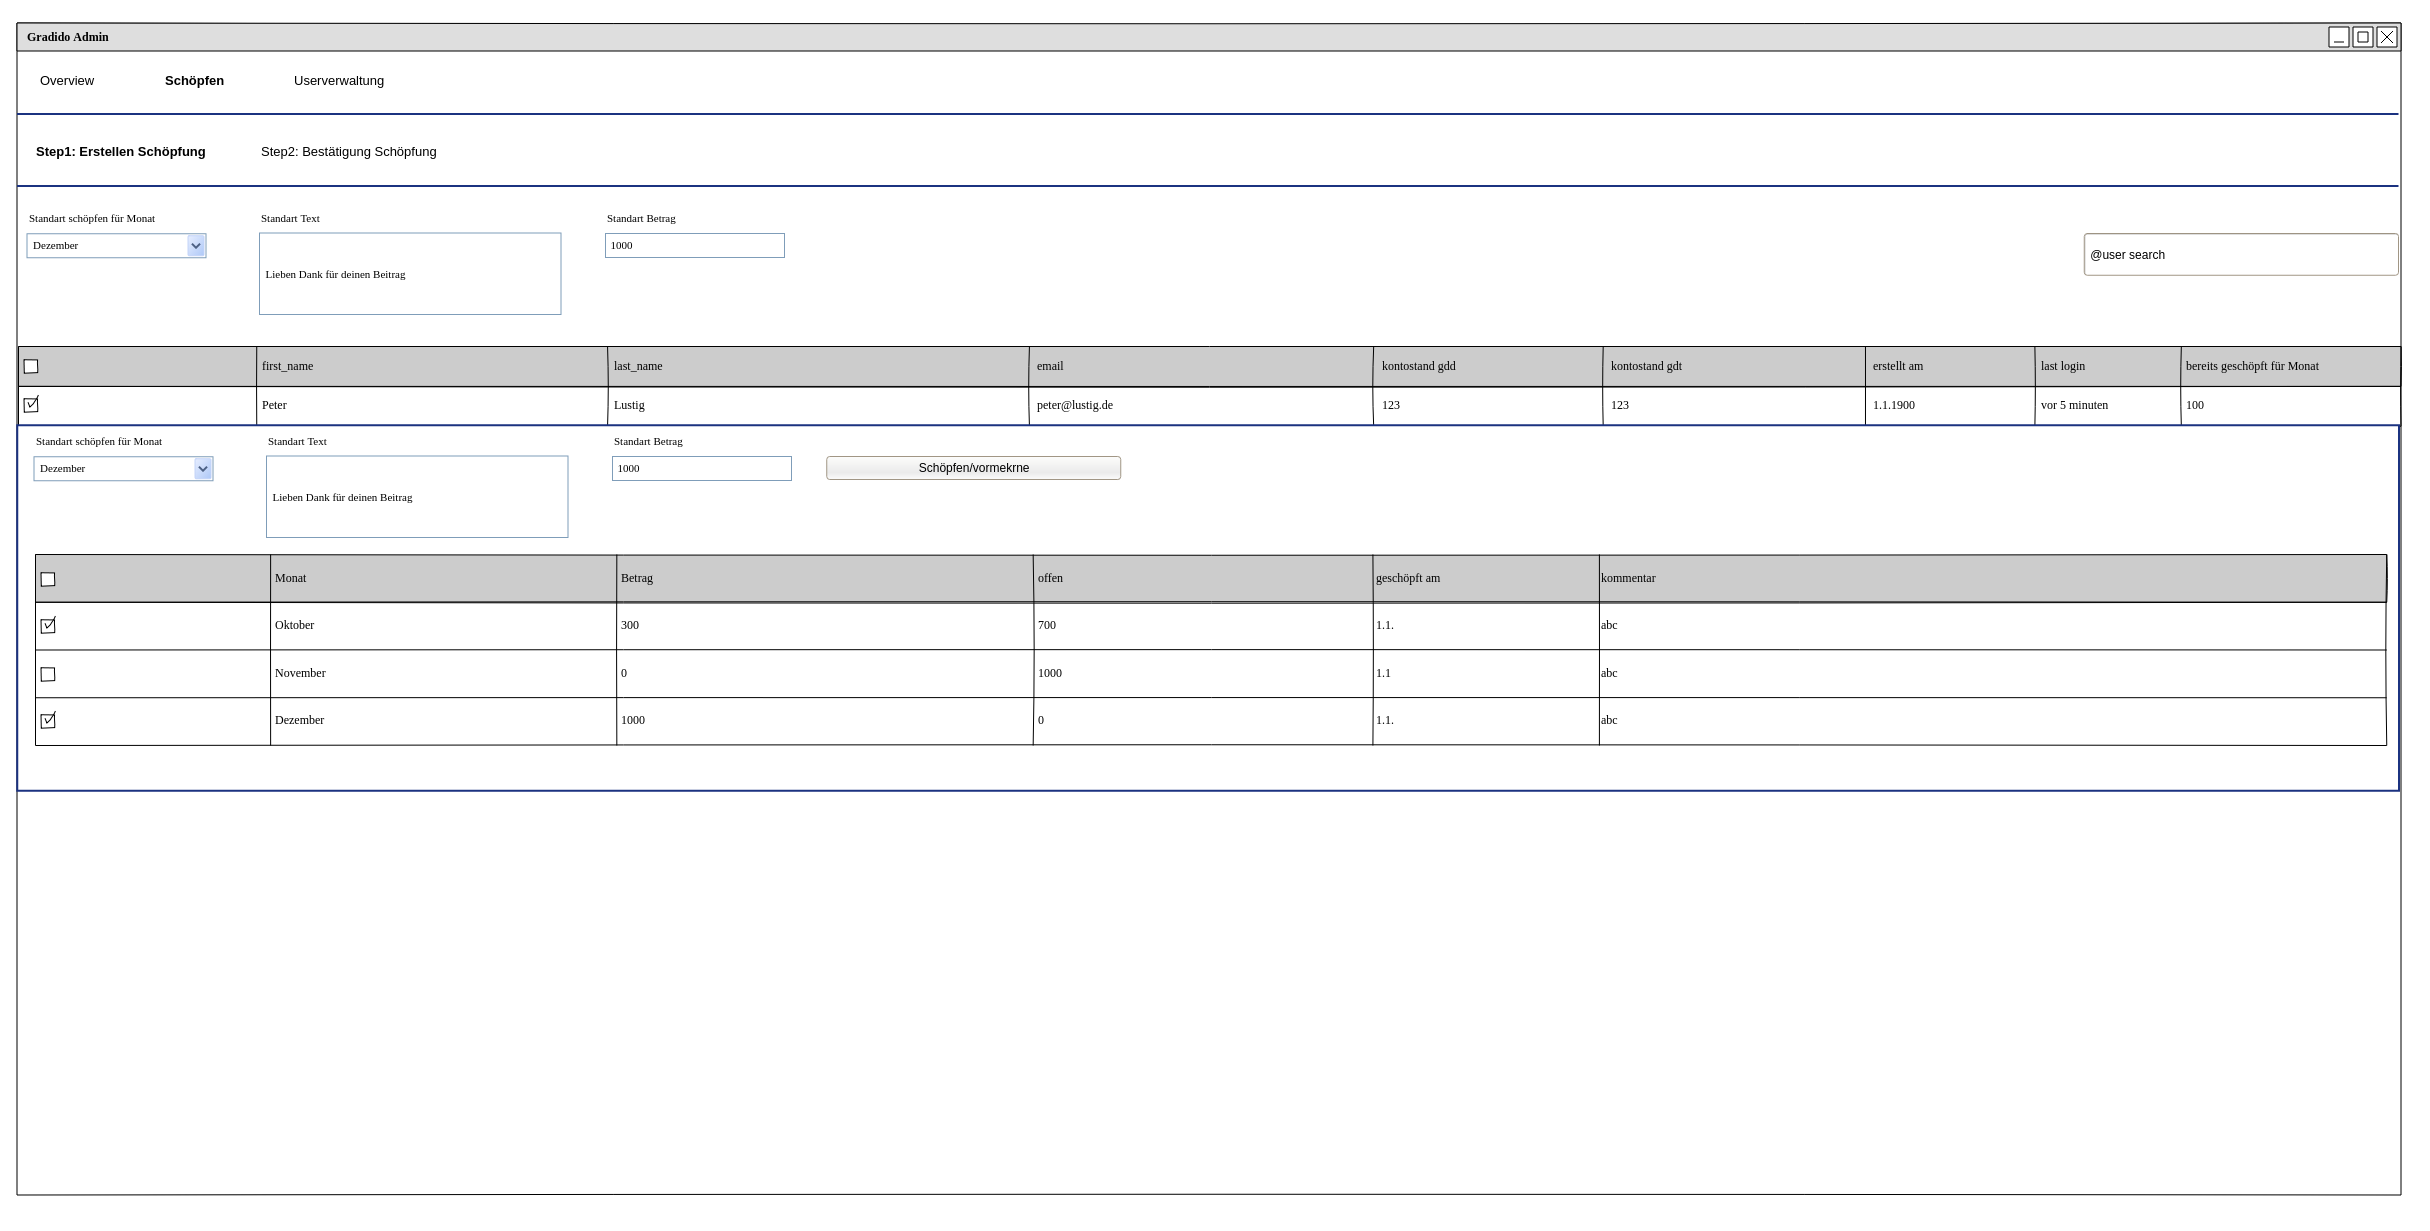 Gradido Admin
Overview Schöpfen Userverwaltung
Step1: Erstellen Schöpfung Step2: Bestätigung Schöpfung
Standart schöpfen für Monat Standart Text Standart Betrag
Dezember 1000
@user search
Lieben Dank für deinen Beitrag
first_name last_name email kontostand gdd kontostand gdt erstellt am last login bereits geschöpft für Monat
Peter Lustig peter@lustig.de 123 123 1.1.1900 vor 5 minuten 100
Standart schöpfen für Monat Standart Text Standart Betrag
Dezember 1000 Schöpfen/vormekrne
Lieben Dank für deinen Beitrag
Monat Betrag offen geschöpft am kommentar
Oktober 300 700 1.1. abc
November 0 1000 1.1 abc
Dezember 1000 0 1.1. abc